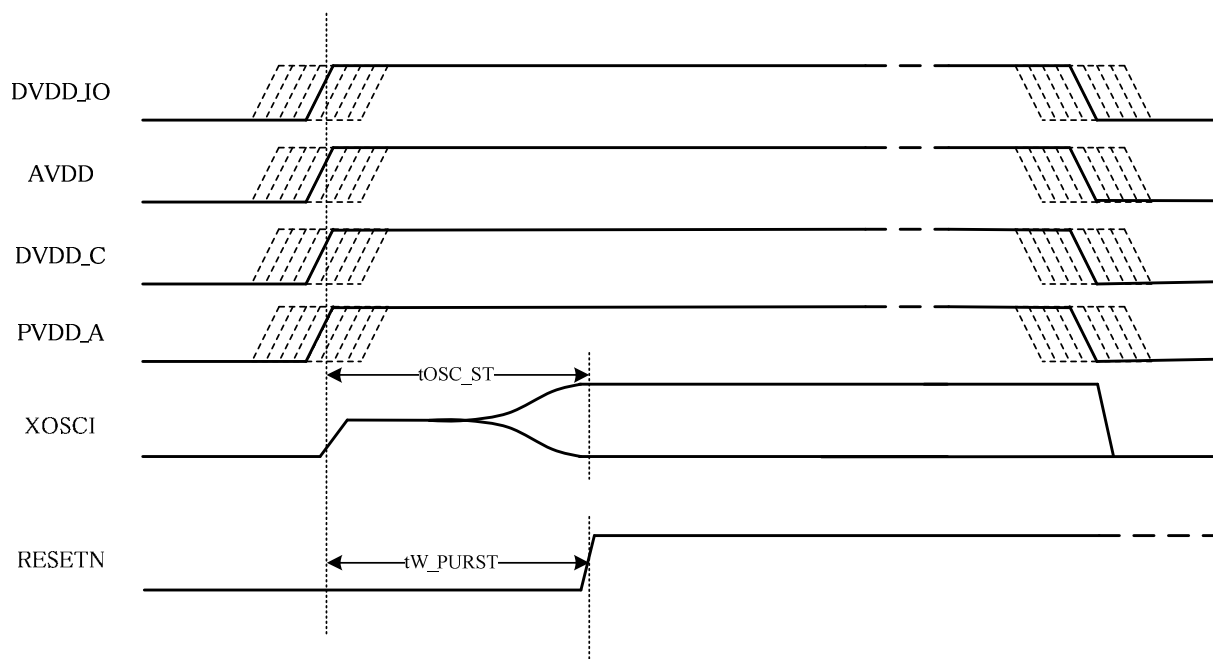 DVDD_IO
AVDD
DVDD_C
PVDD_A
tOSC_ST
XOSCI
RESETN
tW_PURST